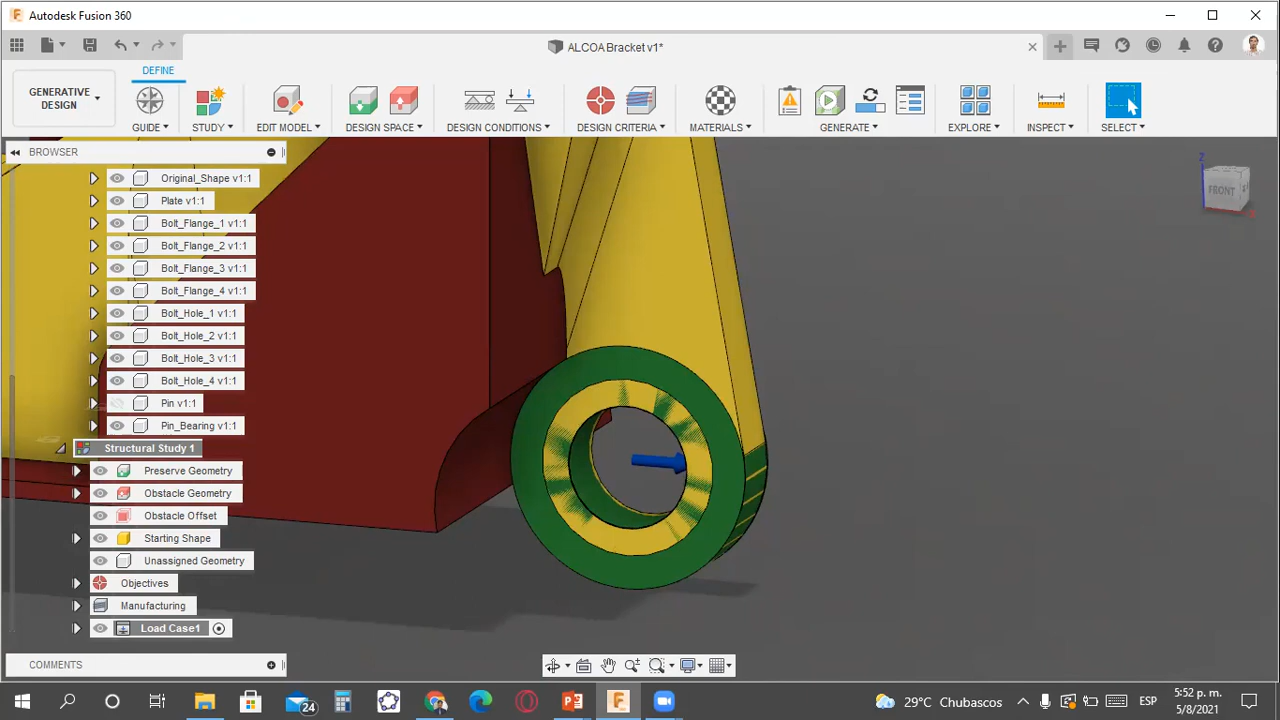 Autodesk Fusion 360
ALCOA Bracket v1*
DEFINE
GENERATIVE
DESIGN
GUIDE
STUDY
EDIT MODEL
DESIGN SPACE
DESIGN CONDITIONS
DESIGN CRITERIA
MATERIALS
GENERATE
EXPLORE
INSPECT
SELECT
BROWSER
Z
FRONT
X
Original_Shape v1:1
Plate v1:1
Bolt_Flange_1 v1:1
Bolt_Flange_2 v1:1
Bolt_Flange_3 v1:1
Bolt_Flange_4 v1:1
Bolt_Hole_1 v1:1
Bolt_Hole_2 v1:1
Bolt_Hole_3 v1:1
Bolt_Hole_4 v1:1
Pin v1:1
Pin_Bearing v1:1
Structural Study 1
Preserve Geometry
Obstacle Geometry
Obstacle Offset
Starting Shape
Unassigned Geometry
Objectives
Manufacturing
Load Case1
COMMENTS
24
29°C Chubascos
ESP
5:52 p. m.
5/8/2021